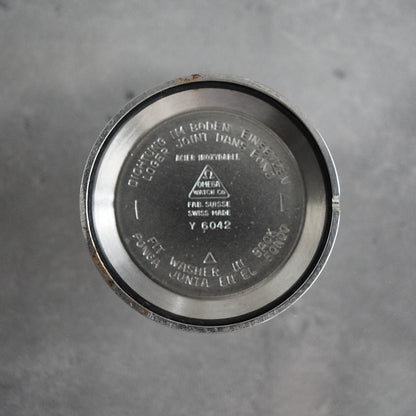 DICHTUNG IM BODEN EINSETZEN
LOGER JOINT DANS FOND
ACIER INOXYDABLE
Ω
OMEGA
WATCH CO
FAB. SUISSE
SWISS MADE
Y 6042
FIT WASHER IN BACK
PONGA JUNTA EN EL FONDO